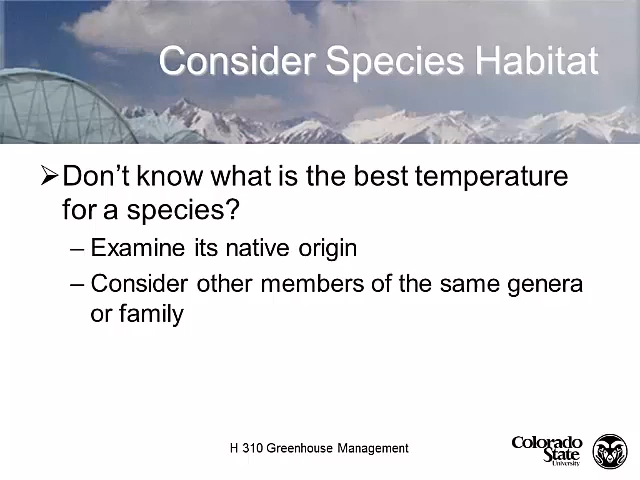 Consider Species Habitat
➢Don't know what is the best temperature
for a species?
– Examine its native origin
– Consider other members of the same genera
or family
H 310 Greenhouse Management
Colorado
State
University